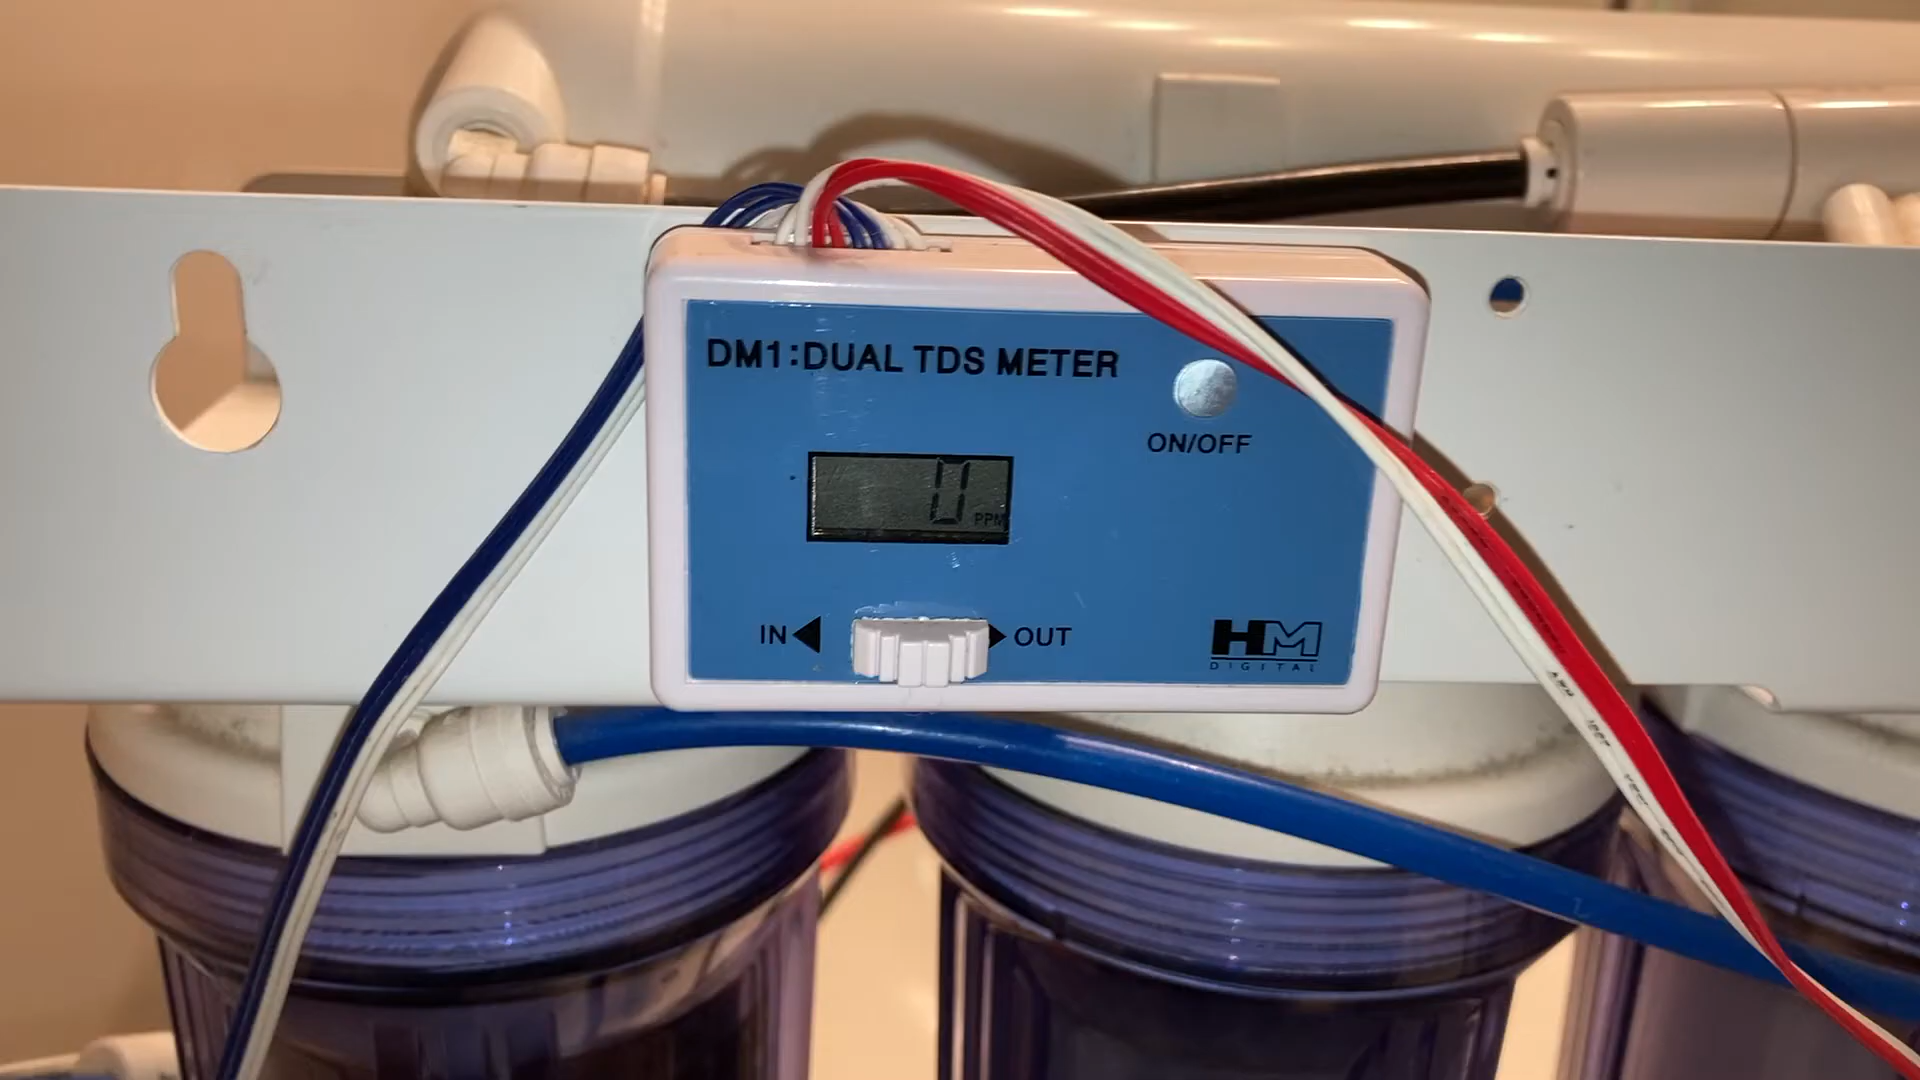 DM1:DUAL TDS METER
ON/OFF
0 PPM
IN OUT
HM
DIGITAL